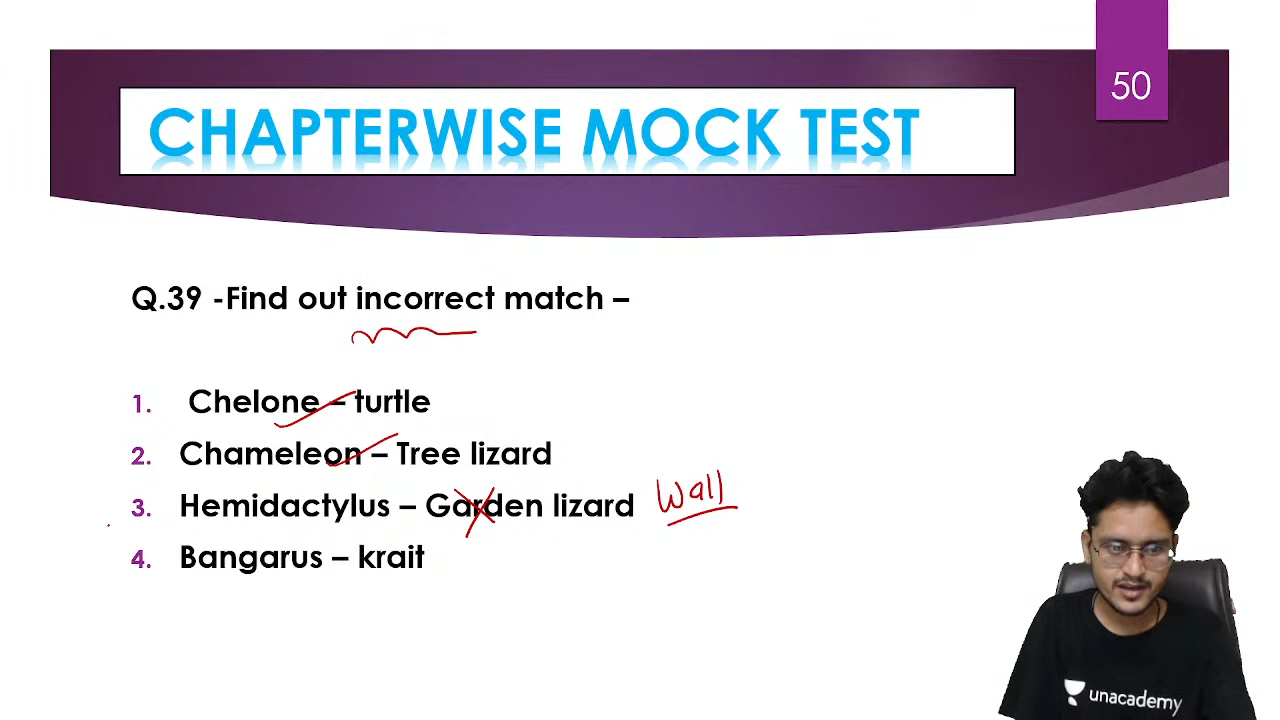 50
CHAPTERWISE MOCK TEST
Q.39 -Find out incorrect match –
1. Chelone – turtle
2. Chameleon – Tree lizard
3. Hemidactylus – Garden lizard wall
4. Bangarus – krait
unacademy